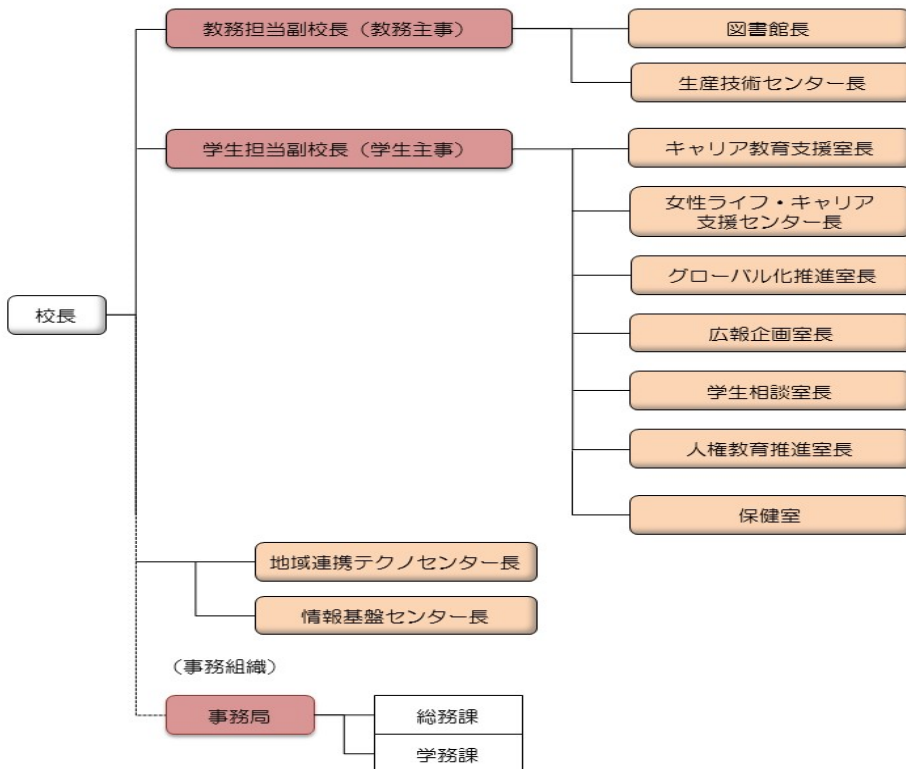 教務担当副校長（教務主事）
図書館長
生産技術センター長
学生担当副校長（学生主事）
キャリア教育支援室長
女性ライフ・キャリア
支援センター長
グローバル化推進室長
校長
広報企画室長
学生相談室長
人権教育推進室長
保健室
地域連携テクノセンター長
情報基盤センター長
（事務組織）
事務局
総務課
学務課